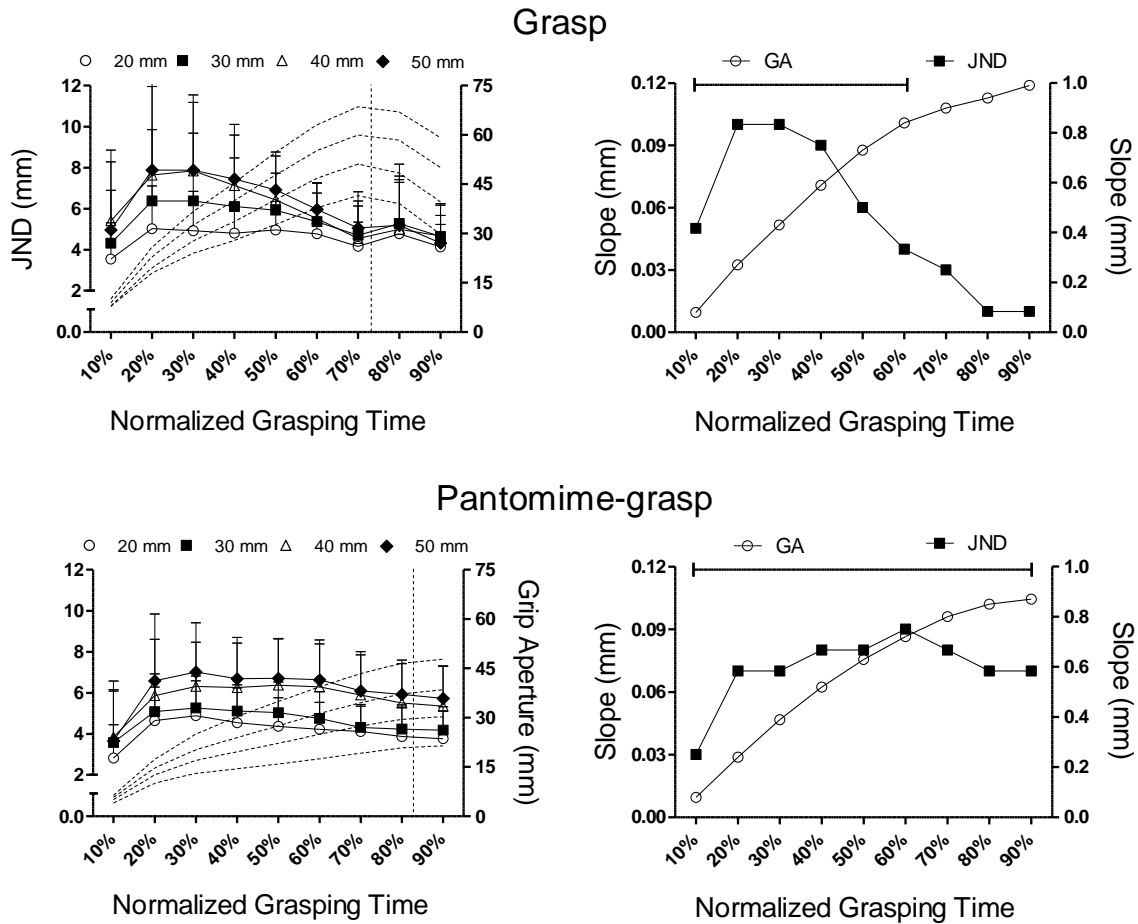 Grasp
20 mm 30 mm 40 mm 50 mm
JND (mm)
12
10
8
6
4
2
0.0
75
60
45
30
15
0
10% 20% 30% 40% 50% 60% 70% 80% 90%
Normalized Grasping Time
GA JND
Slope (mm)
0.12
0.09
0.06
0.03
0.00
1.0
0.8
0.6
0.4
0.2
0.0
Slope (mm)
10% 20% 30% 40% 50% 60% 70% 80% 90%
Normalized Grasping Time
Pantomime-grasp
20 mm 30 mm 40 mm 50 mm
12
10
8
6
4
2
0.0
75
60
45
30
15
0
Grip Aperture (mm)
10% 20% 30% 40% 50% 60% 70% 80% 90%
Normalized Grasping Time
GA JND
Slope (mm)
0.12
0.09
0.06
0.03
0.00
1.0
0.8
0.6
0.4
0.2
0.0
Slope (mm)
10% 20% 30% 40% 50% 60% 70% 80% 90%
Normalized Grasping Time